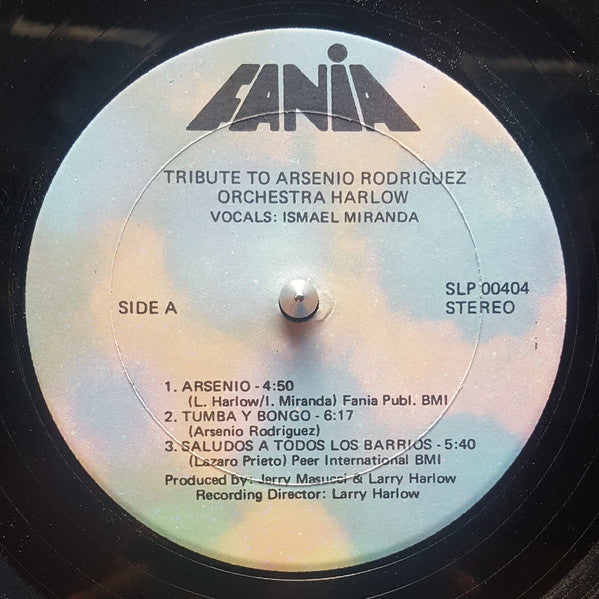 FANIA
TRIBUTE TO ARSENIO RODRIGUEZ
ORCHESTRA HARLOW
VOCALS: ISMAEL MIRANDA
SIDE A
SLP 00404
STEREO
1. ARSENIO - 4:50
(L. Harlow/I. Miranda) Fania Publ. BMI
2. TUMBA Y BONGO - 6:17
(Arsenio Rodriguez)
3. SALUDOS A TODOS LOS BARRIOS - 5:40
(Lazaro Prieto) Peer International BMI
Produced by: Jerry Masucci & Larry Harlow
Recording Director: Larry Harlow